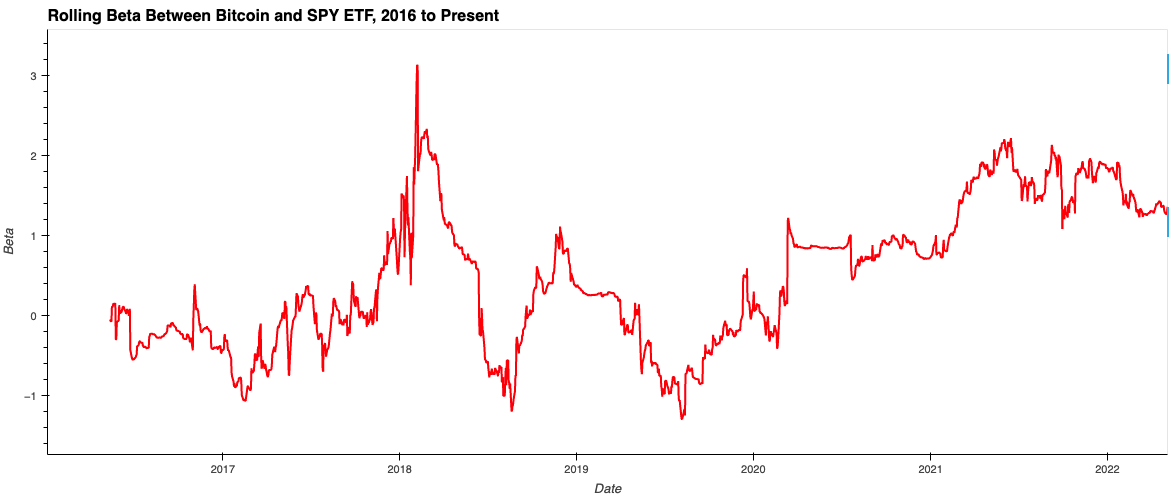 Rolling Beta Between Bitcoin and SPY ETF, 2016 to Present
3
2
1
0
−1
Beta
2017 2018 2019 2020 2021 2022
Date